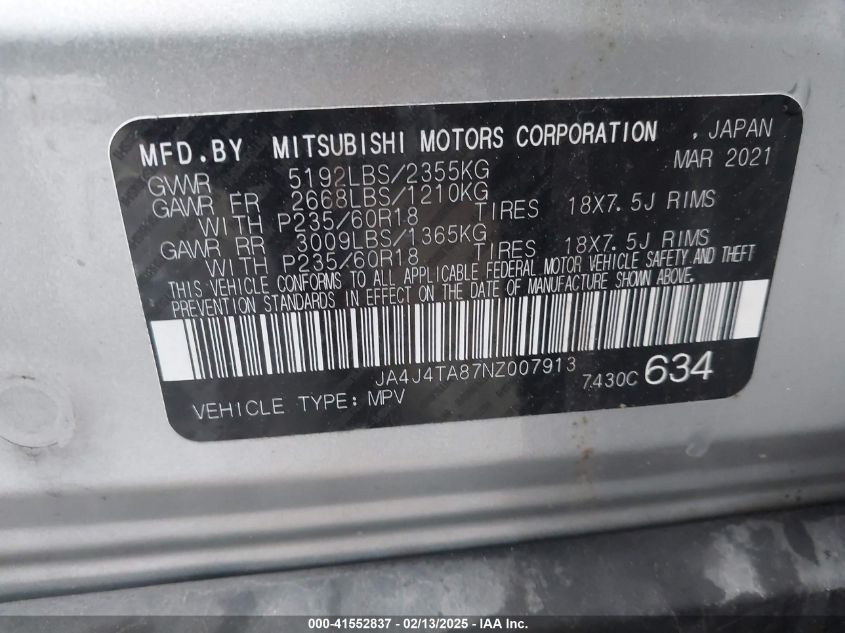 MFD.BY MITSUBISHI MOTORS CORPORATION , JAPAN
MAR 2021
GVWR 5192LBS/2355KG
GAWR FR 2668LBS/1210KG
WITH P235/60R18 TIRES 18X7.5J RIMS
GAWR RR 3009LBS/1365KG
WITH P235/60R18 TIRES 18X7.5J RIMS
THIS VEHICLE CONFORMS TO ALL APPLICABLE FEDERAL MOTOR VEHICLE SAFETY AND THEFT
PREVENTION STANDARDS IN EFFECT ON THE DATE OF MANUFACTURE SHOWN ABOVE.
JA4J4TA87NZ007913
7430C 634
VEHICLE TYPE: MPV
000-41552837 - 02/13/2025 - IAAI.com